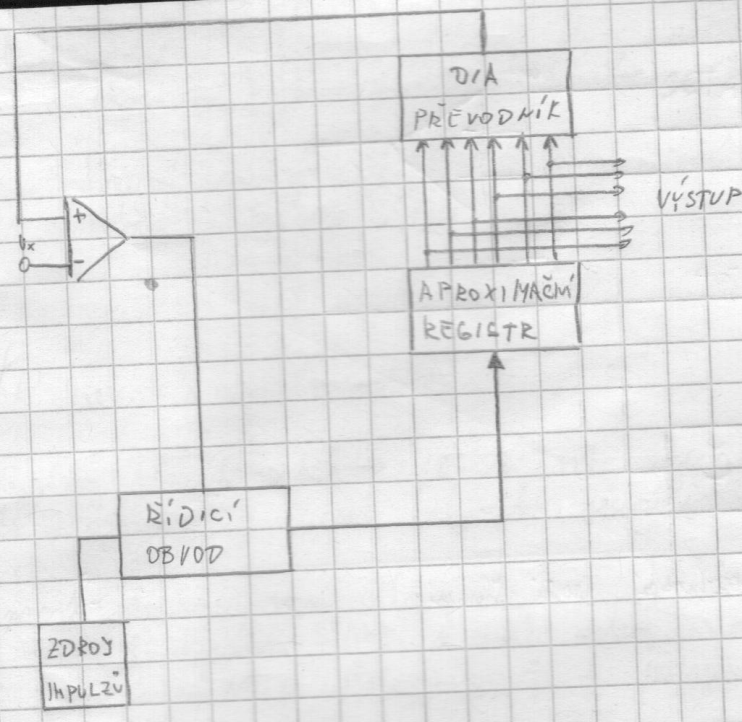 D/A
PŘEVODNÍK
VÝSTUP
+
Ux
-
APROXIMAČNÍ
REGISTR
ŘÍDICÍ
OBVOD
ZDROJ
IMPULZŮ